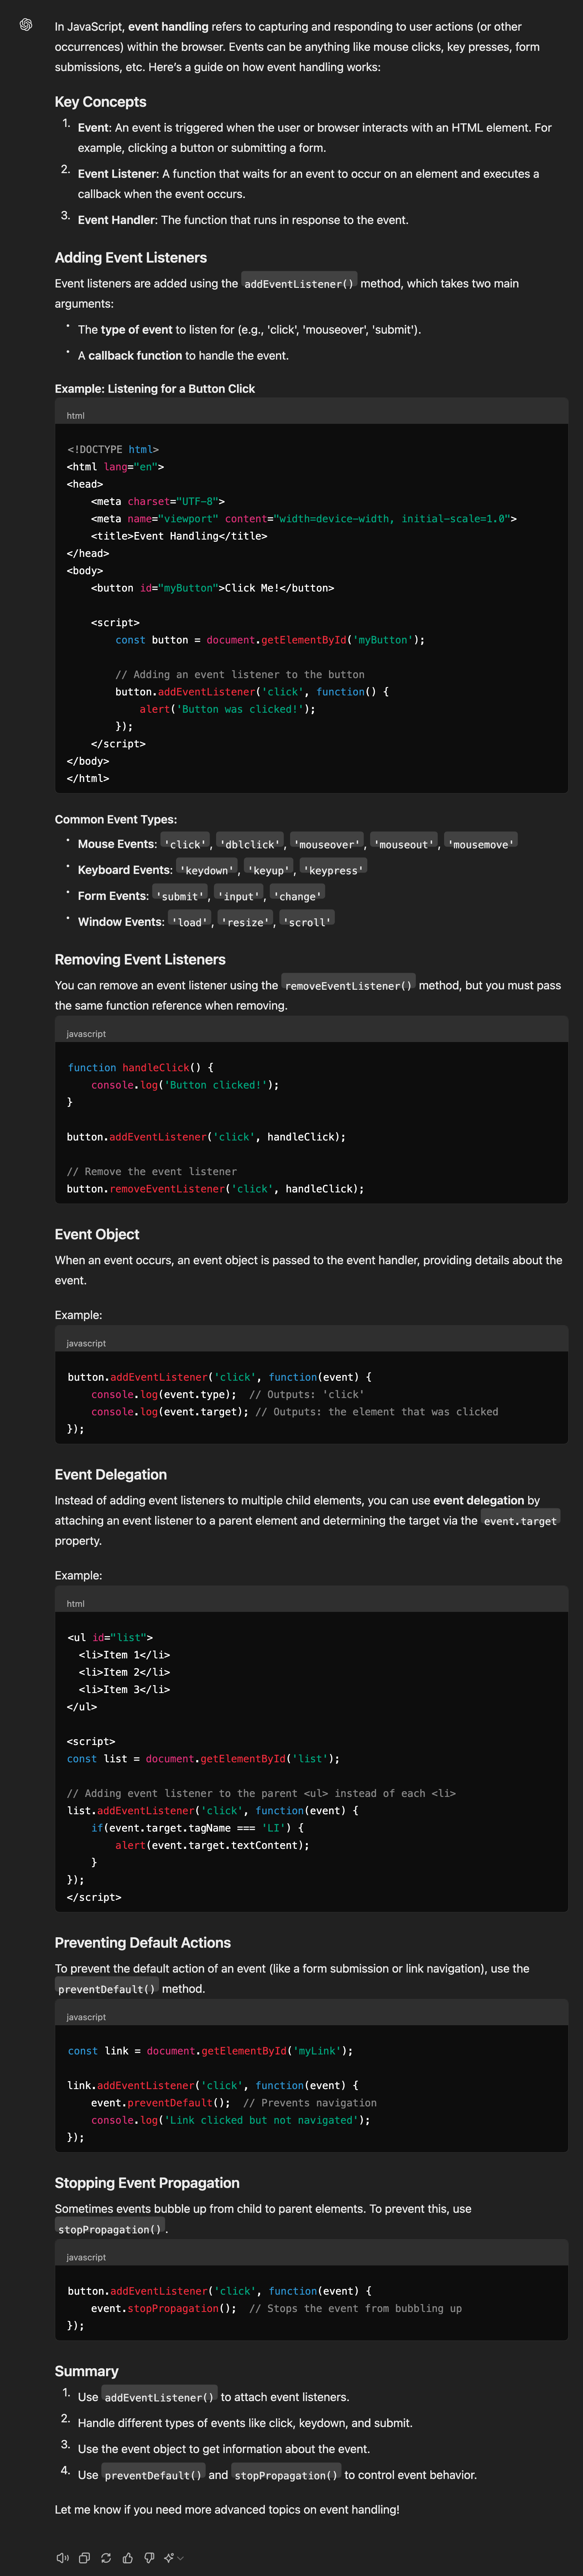 In JavaScript, event handling refers to capturing and responding to user actions (or other
occurrences) within the browser. Events can be anything like mouse clicks, key presses, form
submissions, etc. Here's a guide on how event handling works:
Key Concepts
1. Event: An event is triggered when the user or browser interacts with an HTML element. For
example, clicking a button or submitting a form.
2. Event Listener: A function that waits for an event to occur on an element and executes a
callback when the event occurs.
3. Event Handler: The function that runs in response to the event.
Adding Event Listeners
Event listeners are added using the addEventListener() method, which takes two main
arguments:
• The type of event to listen for (e.g., 'click', 'mouseover', 'submit').
• A callback function to handle the event.
Example: Listening for a Button Click
html
<!DOCTYPE html>
<html lang="en">
<head>
    <meta charset="UTF-8">
    <meta name="viewport" content="width=device-width, initial-scale=1.0">
    <title>Event Handling</title>
</head>
<body>
    <button id="myButton">Click Me!</button>
    <script>
        const button = document.getElementById('myButton');
        // Adding an event listener to the button
        button.addEventListener('click', function() {
            alert('Button was clicked!');
        });
    </script>
</body>
</html>
Common Event Types:
• Mouse Events: 'click', 'dblclick', 'mouseover', 'mouseout', 'mousemove'
• Keyboard Events: 'keydown', 'keyup', 'keypress'
• Form Events: 'submit', 'input', 'change'
• Window Events: 'load', 'resize', 'scroll'
Removing Event Listeners
You can remove an event listener using the removeEventListener() method, but you must pass
the same function reference when removing.
javascript
function handleClick() {
    console.log('Button clicked!');
}
button.addEventListener('click', handleClick);
// Remove the event listener
button.removeEventListener('click', handleClick);
Event Object
When an event occurs, an event object is passed to the event handler, providing details about the
event.
Example:
javascript
button.addEventListener('click', function(event) {
    console.log(event.type);  // Outputs: 'click'
    console.log(event.target); // Outputs: the element that was clicked
});
Event Delegation
Instead of adding event listeners to multiple child elements, you can use event delegation by
attaching an event listener to a parent element and determining the target via the event.target
property.
Example:
html
<ul id="list">
  <li>Item 1</li>
  <li>Item 2</li>
  <li>Item 3</li>
</ul>
<script>
const list = document.getElementById('list');
// Adding event listener to the parent <ul> instead of each <li>
list.addEventListener('click', function(event) {
    if(event.target.tagName === 'LI') {
        alert(event.target.textContent);
    }
});
</script>
Preventing Default Actions
To prevent the default action of an event (like a form submission or link navigation), use the
preventDefault() method.
javascript
const link = document.getElementById('myLink');
link.addEventListener('click', function(event) {
    event.preventDefault();  // Prevents navigation
    console.log('Link clicked but not navigated');
});
Stopping Event Propagation
Sometimes events bubble up from child to parent elements. To prevent this, use
stopPropagation().
javascript
button.addEventListener('click', function(event) {
    event.stopPropagation();  // Stops the event from bubbling up
});
Summary
1. Use addEventListener() to attach event listeners.
2. Handle different types of events like click, keydown, and submit.
3. Use the event object to get information about the event.
4. Use preventDefault() and stopPropagation() to control event behavior.
Let me know if you need more advanced topics on event handling!